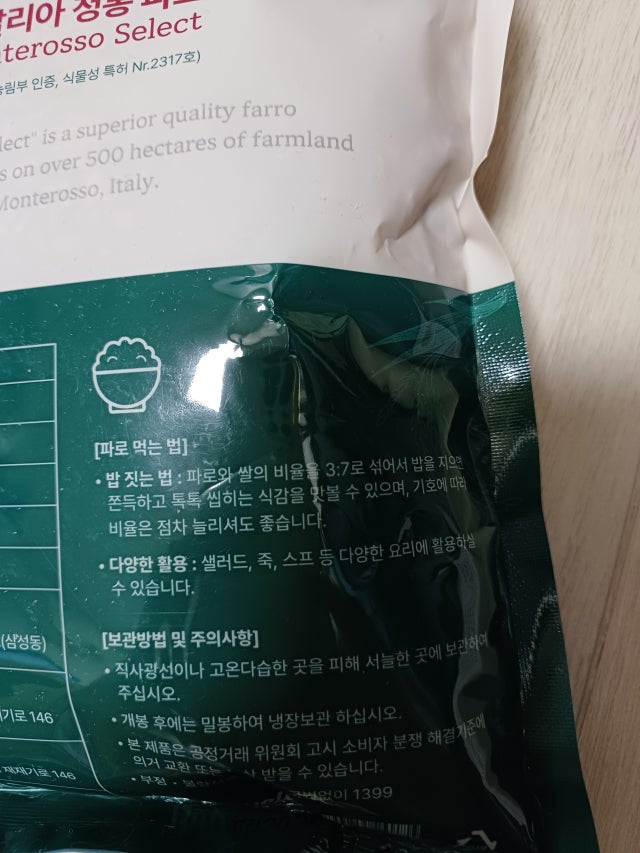 정통
nterosso Select
농림부 인증, 식물성 특허 Nr.2317호)
lect" is a superior quality farro
s on over 500 hectares of farmland
Monterosso, Italy.
[파로 먹는 법]
• 밥 짓는 법 : 파로와 쌀의 비율을 3:7로 섞어서 밥을 지으면
쫀득하고 톡톡 씹히는 식감을 맛볼 수 있으며, 기호에 따라
비율은 점차 늘리셔도 좋습니다.
• 다양한 활용 : 샐러드, 죽, 스프 등 다양한 요리에 활용하실
수 있습니다.
(삼성동)
[보관방법 및 주의사항]
• 직사광선이나 고온다습한 곳을 피해 서늘한 곳에 보관하여
주십시오.
기로 146
• 개봉 후에는 밀봉하여 냉장보관 하십시오.
• 본 제품은 공정거래 위원회 고시 소비자 분쟁 해결기준에
의거 교환 또는 받을 수 있습니다.
재재기로 146
• 부정 • 1399